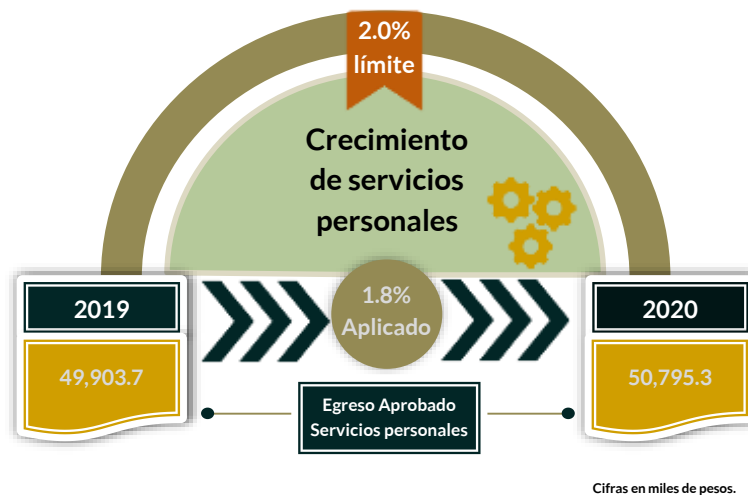 2.0%
límite
Crecimiento
de servicios
personales
2019
1.8%
Aplicado
2020
49,903.7
50,795.3
Egreso Aprobado
Servicios personales
Cifras en miles de pesos.